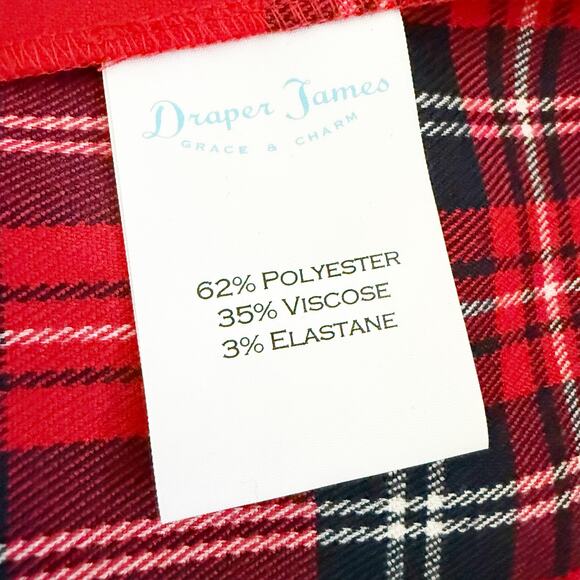 Draper James
GRACE & CHARM
62% POLYESTER
35% VISCOSE
3% ELASTANE